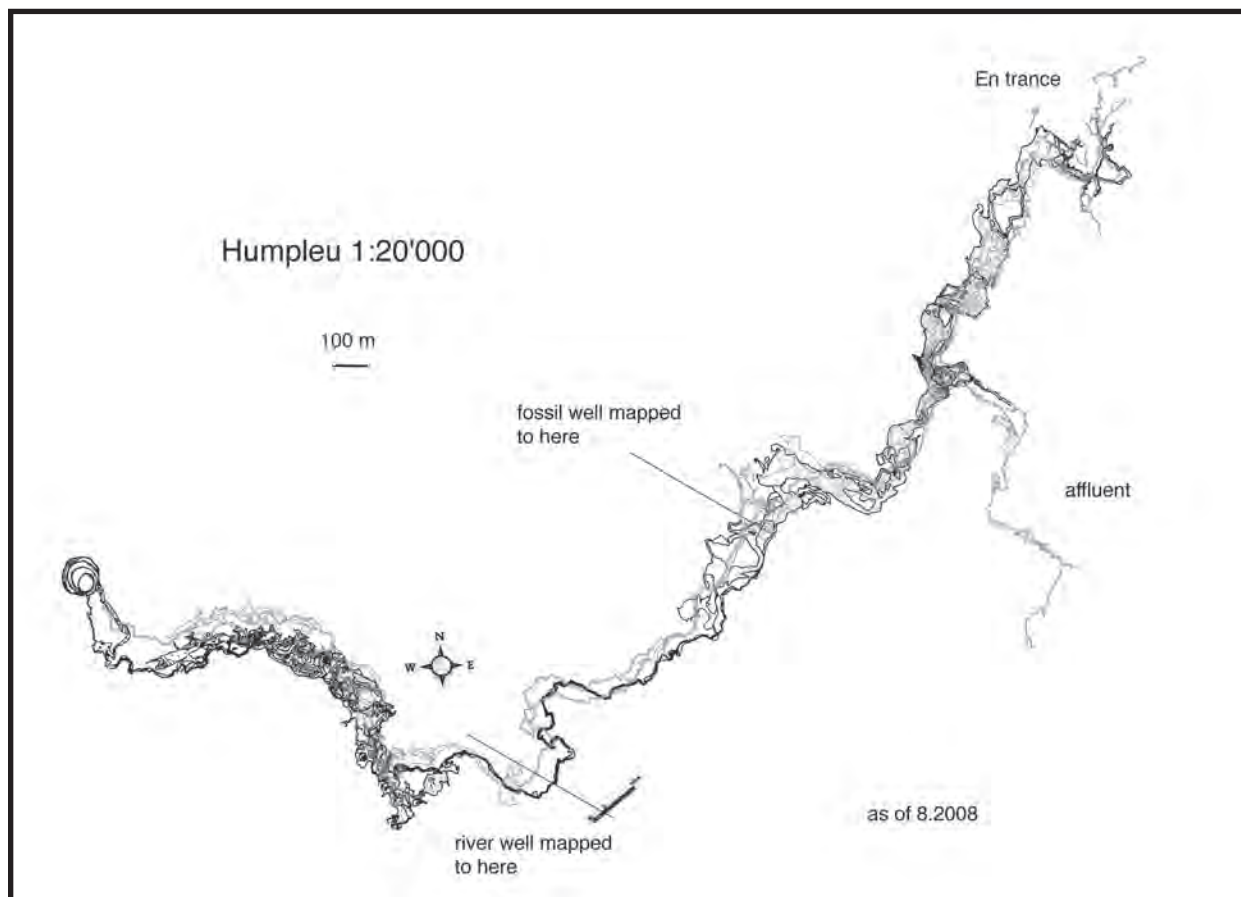 En trance
Humpleu 1:20'000
100 m
fossil well mapped
to here
affluent
N
W E
S
as of 8.2008
river well mapped
to here